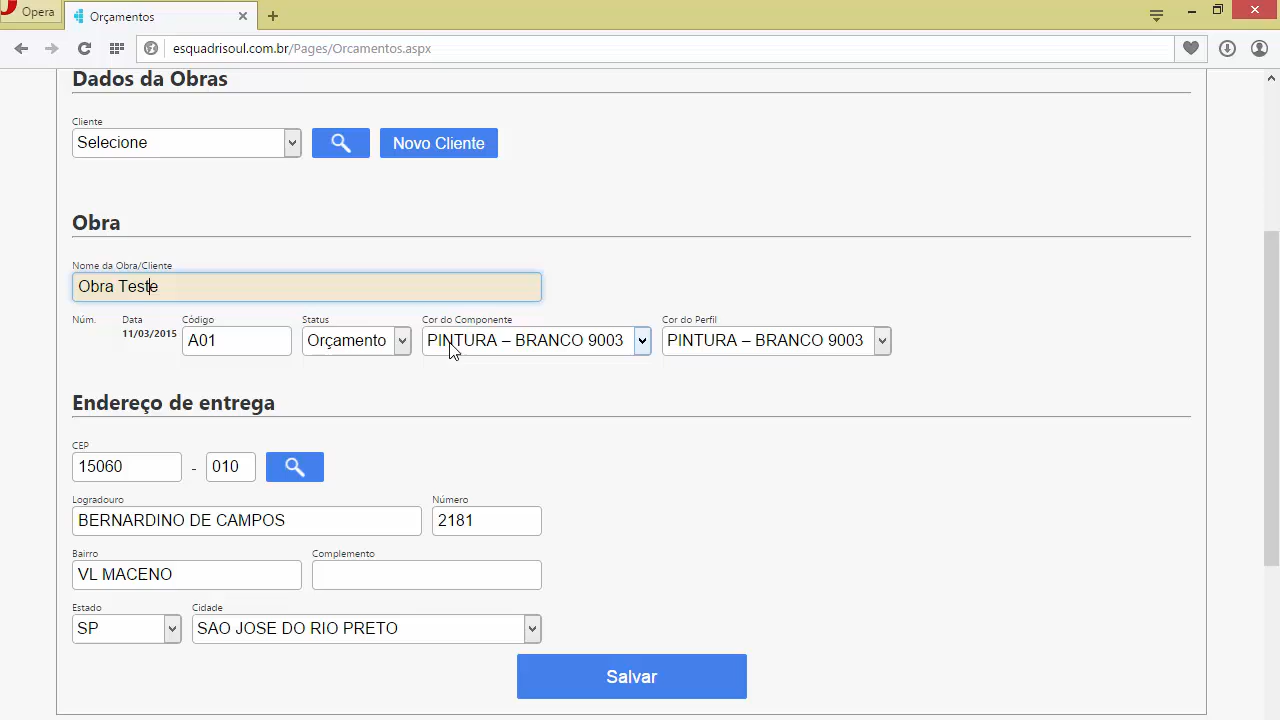 Opera
Orçamentos
esquadrisoul.com.br/Pages/Orcamentos.aspx
Dados da Obras
Cliente
Selecione
Novo Cliente
Obra
Nome da Obra/Cliente
Obra Teste
Núm. Data Código Status Cor do Componente Cor do Perfil
11/03/2015 A01 Orçamento PINTURA – BRANCO 9003 PINTURA – BRANCO 9003
Endereço de entrega
CEP
15060 - 010
Logradouro Número
BERNARDINO DE CAMPOS 2181
Bairro Complemento
VL MACENO
Estado Cidade
SP SAO JOSE DO RIO PRETO
Salvar